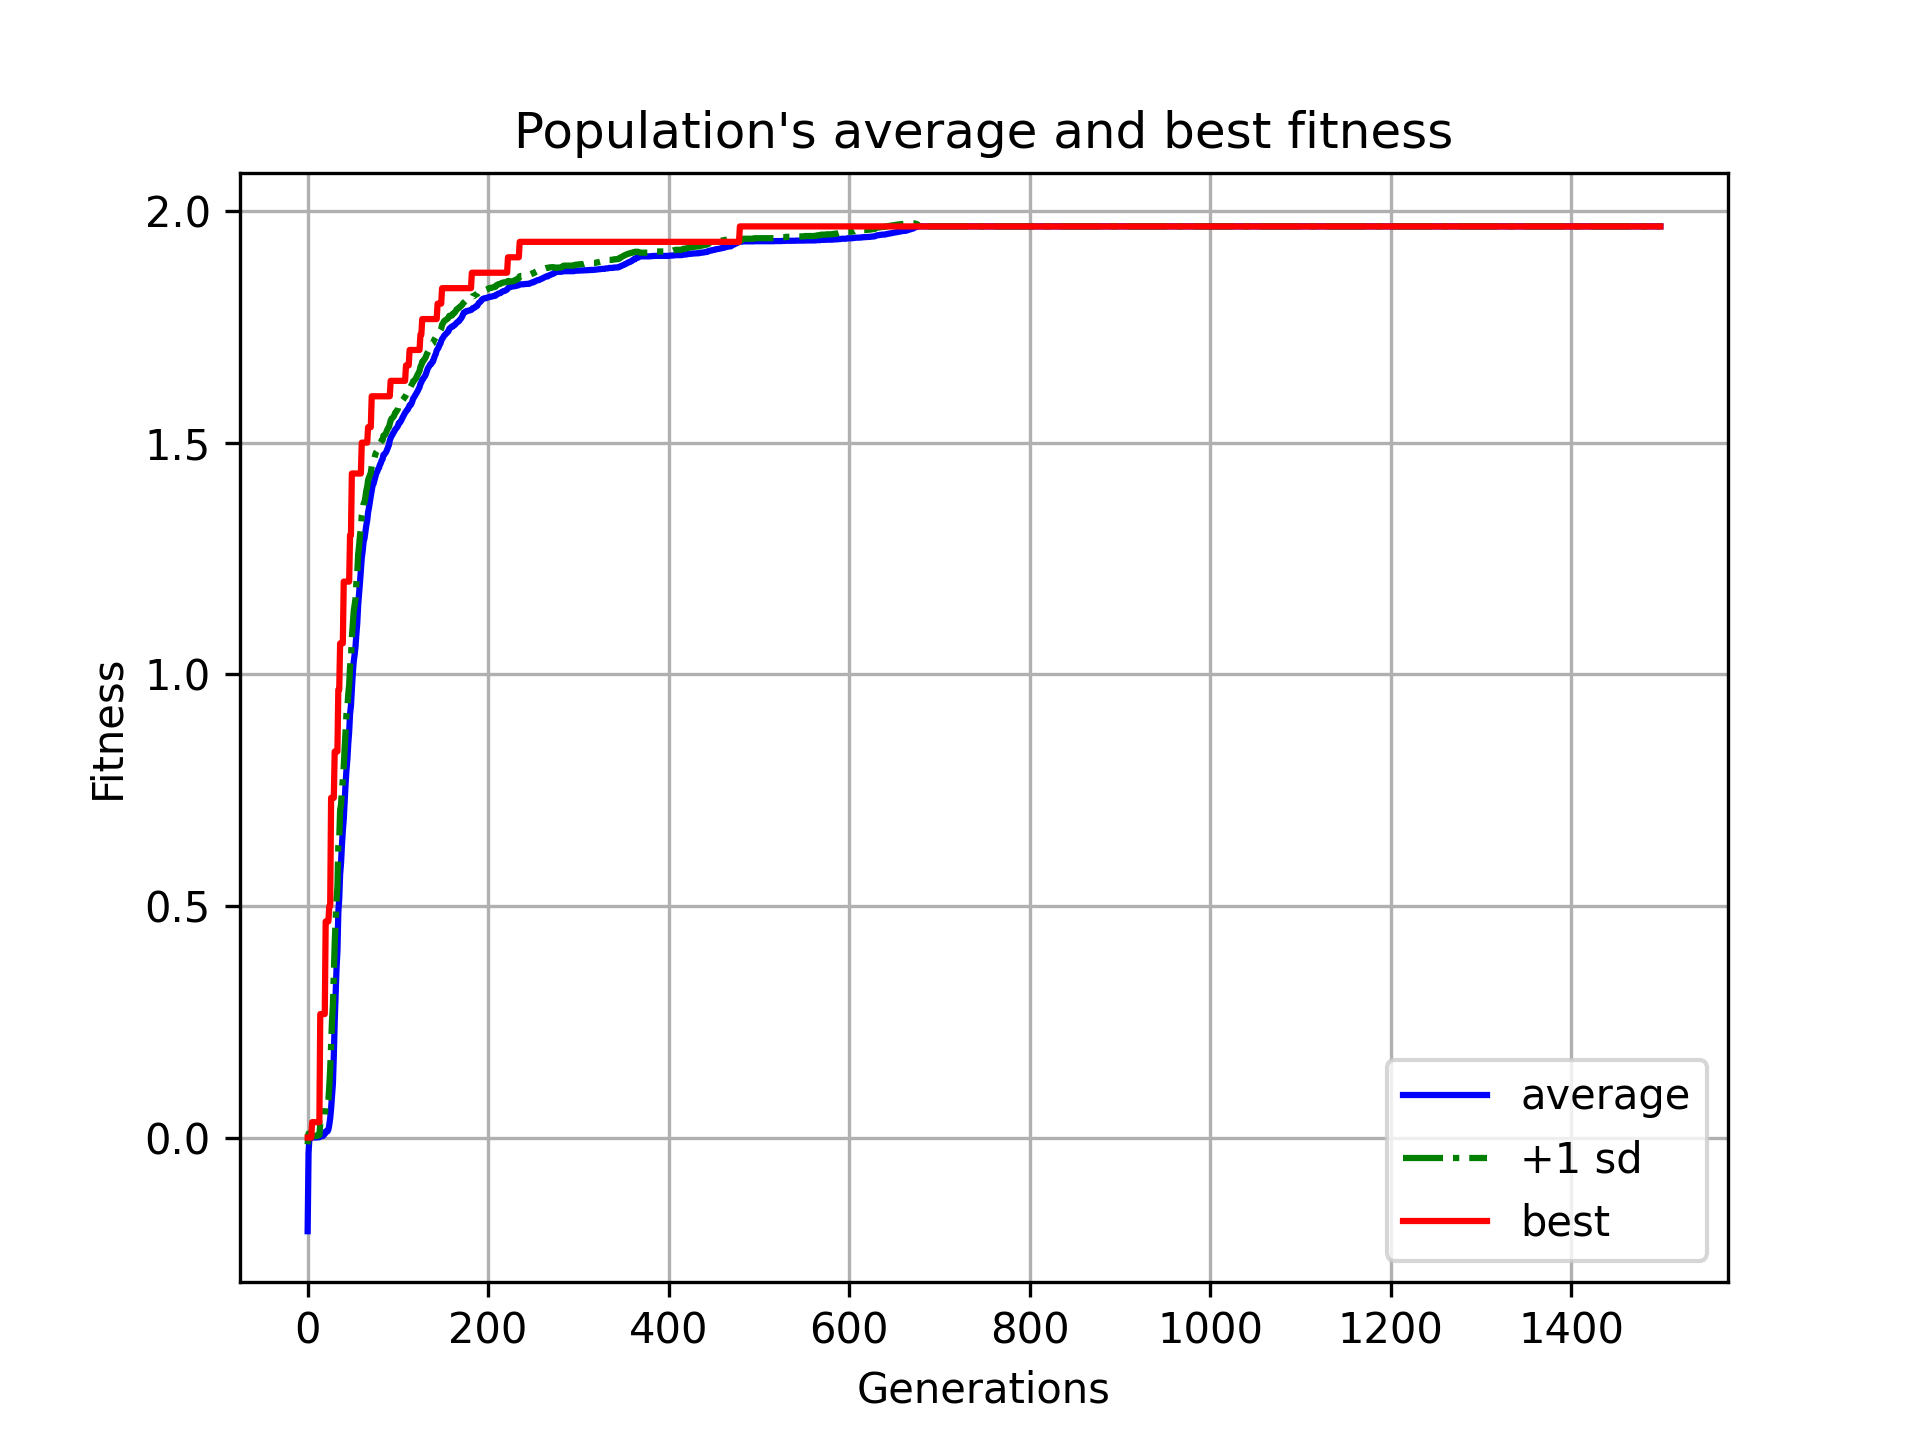 Population's average and best fitness
2.0
1.5
1.0
0.5
0.0
Fitness
average
+1 sd
best
0 200 400 600 800 1000 1200 1400
Generations